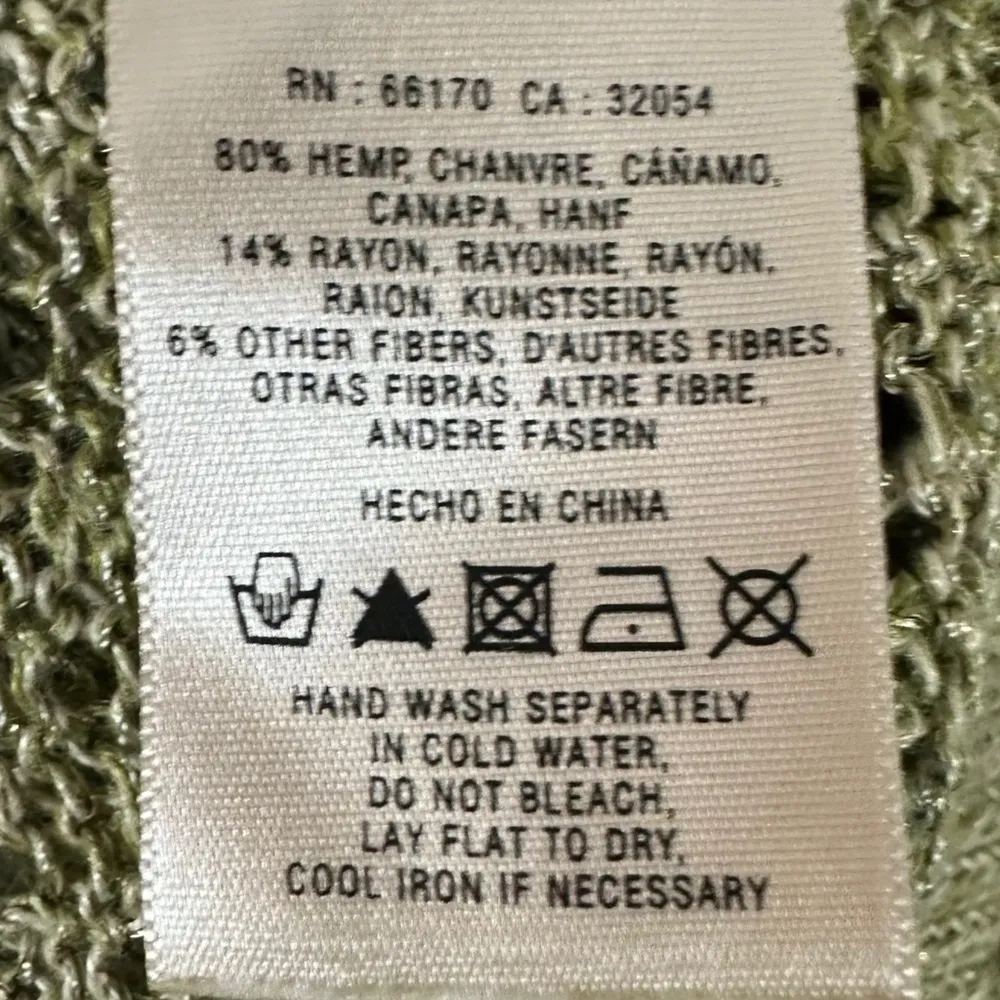 RN : 66170 CA : 32054
80% HEMP, CHANVRE, CÁÑAMO,
CANAPA, HANF
14% RAYON, RAYONNE, RAYÓN,
RAION, KUNSTSEIDE
6% OTHER FIBERS, D'AUTRES FIBRES,
OTRAS FIBRAS, ALTRE FIBRE,
ANDERE FASERN
HECHO EN CHINA
HAND WASH SEPARATELY
IN COLD WATER,
DO NOT BLEACH,
LAY FLAT TO DRY,
COOL IRON IF NECESSARY